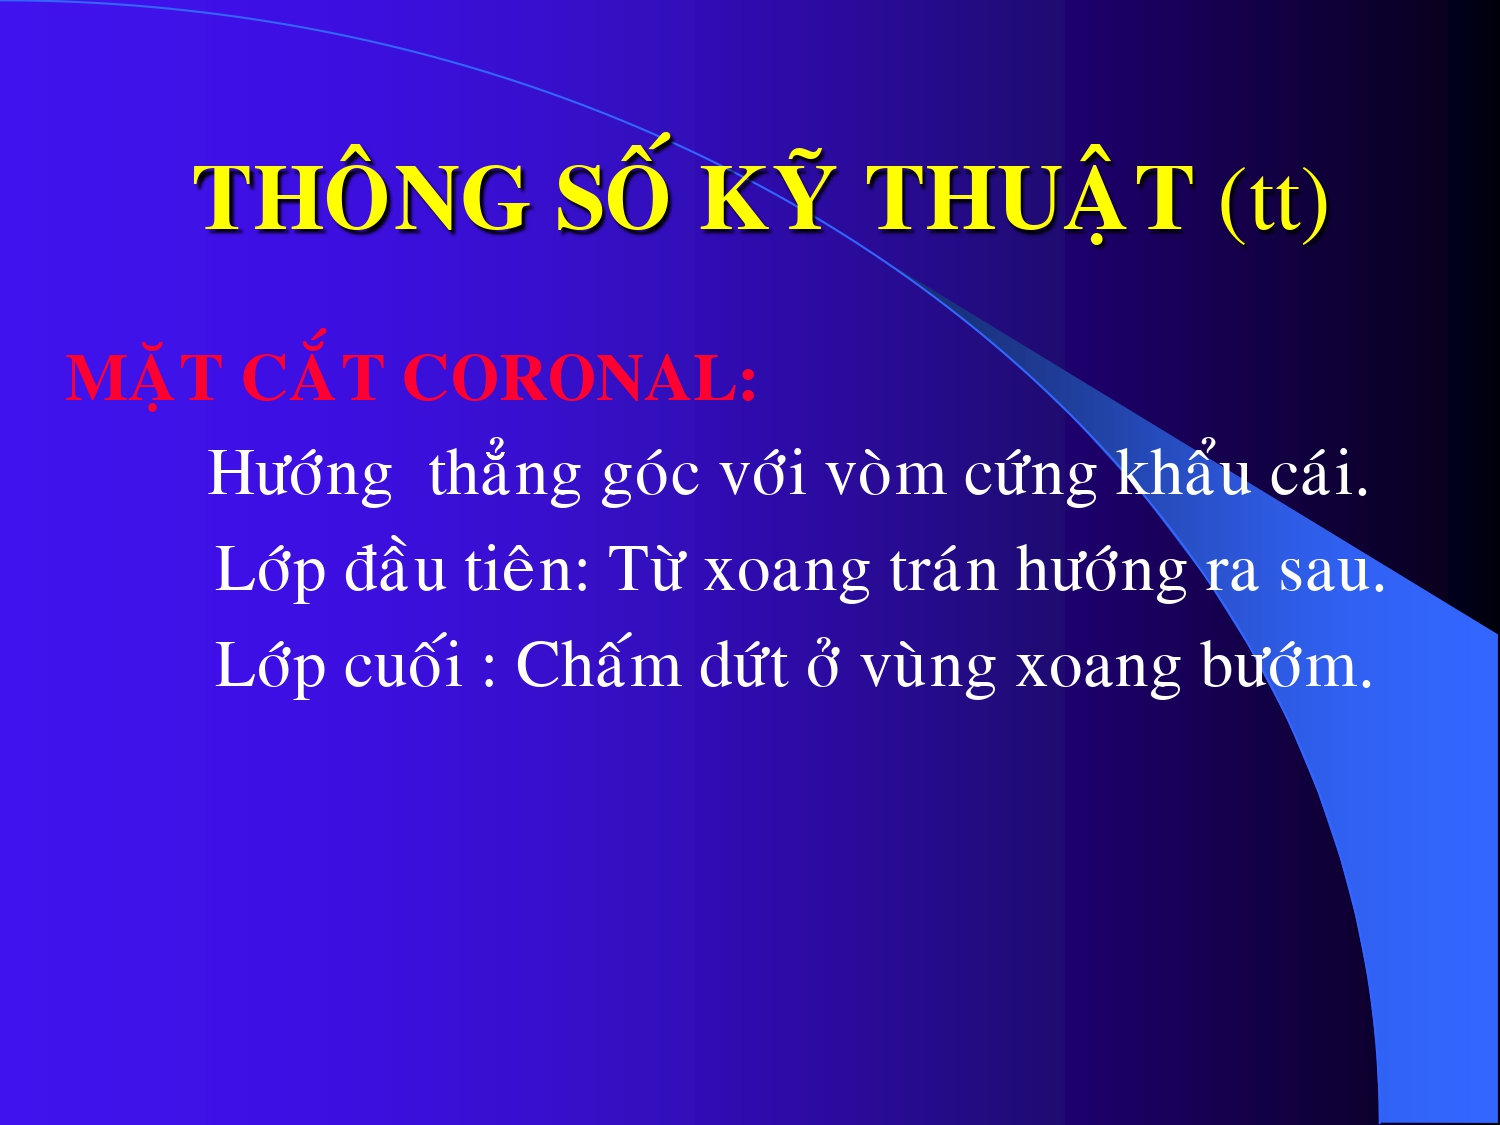 THÔNG SỐ KỸ THUẬT (tt)
MẶT CẮT CORONAL:
Hướng thẳng góc với vòm cứng khẩu cái.
Lớp đầu tiên: Từ xoang trán hướng ra sau.
Lớp cuối : Chấm dứt ở vùng xoang bướm.